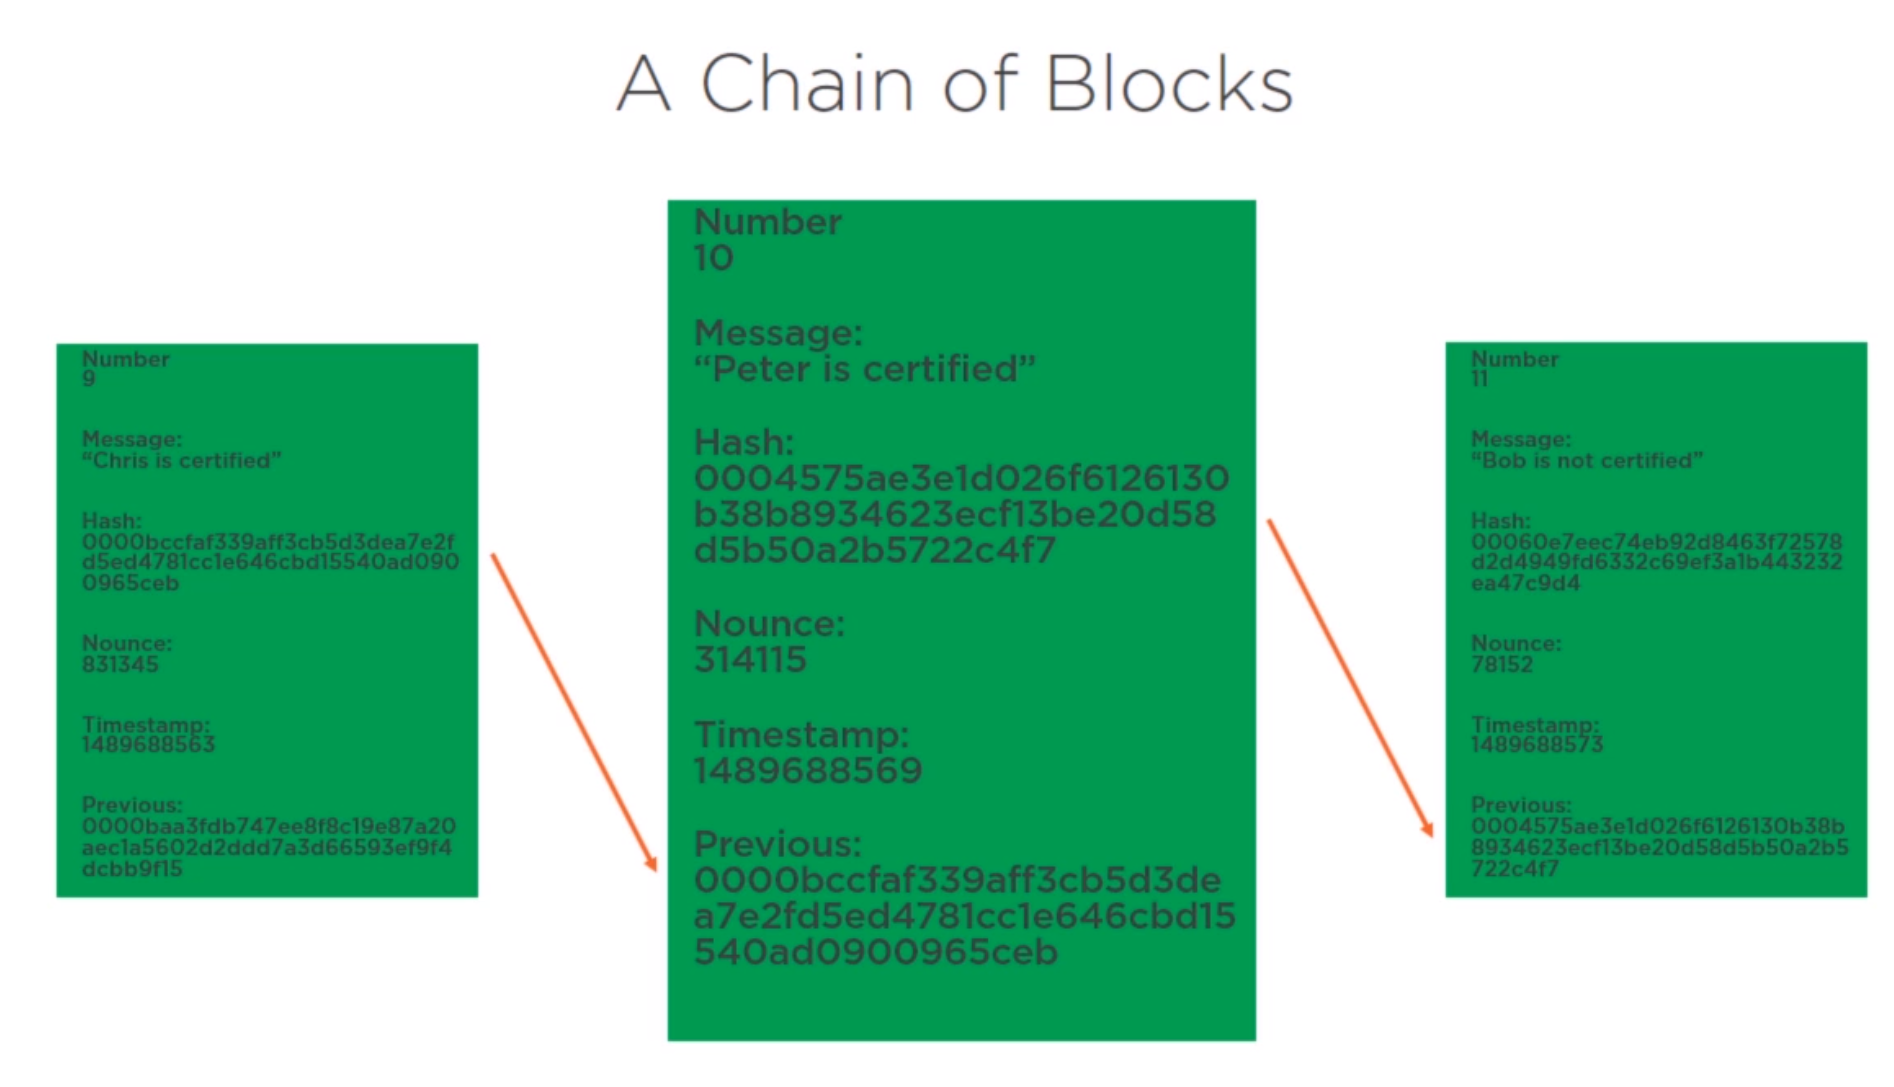 A Chain of Blocks
Number
9
Message:
“Chris is certified”
Hash:
0000bccfaf339aff3cb5d3dea7e2f
d5ed4781cc1e646cbd15540ad090
0965ceb
Nounce:
831345
Timestamp:
1489688563
Previous:
0000baa3fdb747ee8f8c19e87a20
aec1a5602d2ddd7a3d66593ef9f4
dcbb9f15
Number
10
Message:
“Peter is certified”
Hash:
0004575ae3e1d026f6126130
b38b8934623ecf13be20d58
d5b50a2b5722c4f7
Nounce:
314115
Timestamp:
1489688569
Previous:
0000bccfaf339aff3cb5d3de
a7e2fd5ed4781cc1e646cbd15
540ad0900965ceb
Number
11
Message:
“Bob is not certified”
Hash:
00060e7eec74eb92d8463f72578
d2d4949fd6332c69ef3a1b443232
ea47c9d4
Nounce:
78152
Timestamp:
1489688573
Previous:
0004575ae3e1d026f6126130b38b
8934623ecf13be20d58d5b50a2b5
722c4f7